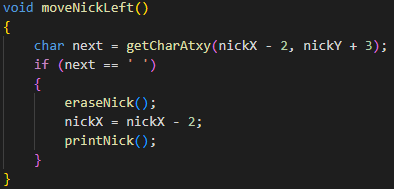 void moveNickLeft()
{
    char next = getCharAtxy(nickX - 2, nickY + 3);
    if (next == ' ')
    {
        eraseNick();
        nickX = nickX - 2;
        printNick();
    }
}